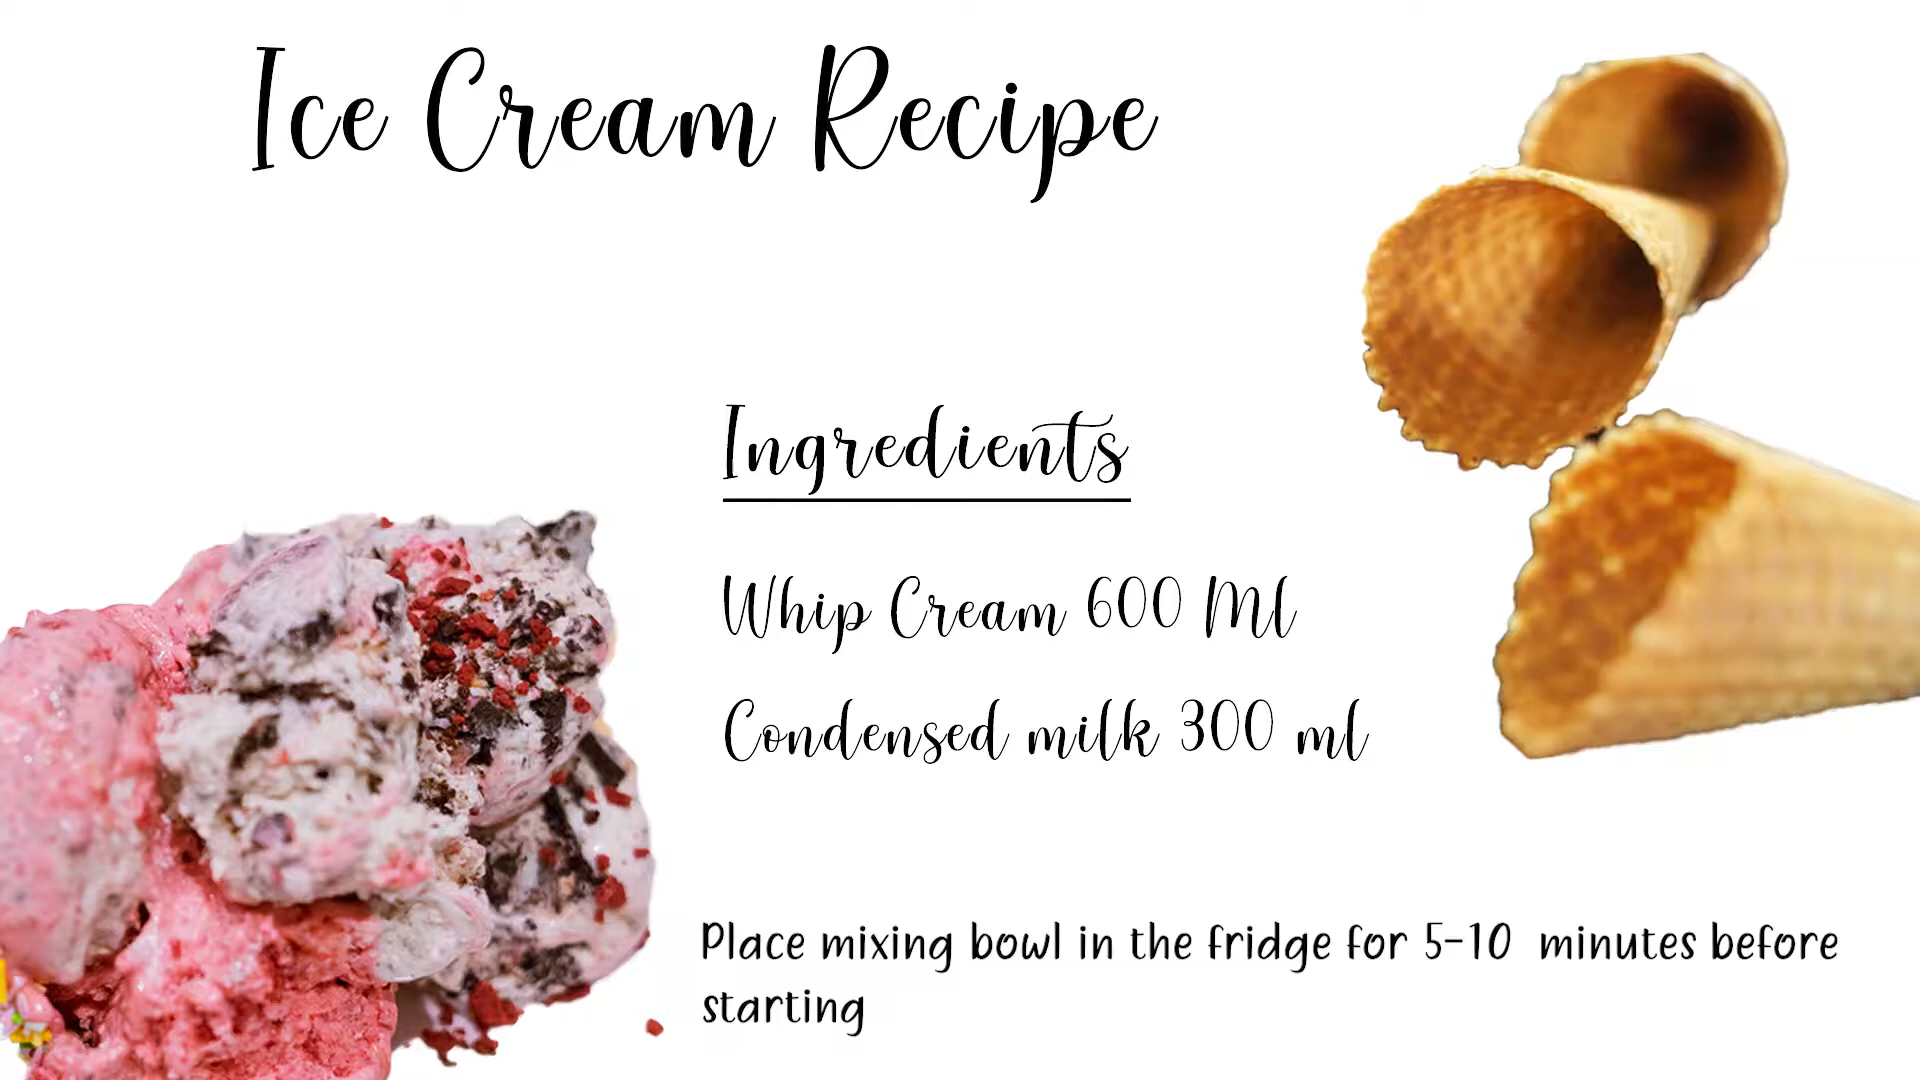 Ice Cream Recipe
Ingredients
Whip Cream 600 Ml
Condensed milk 300 ml
Place mixing bowl in the fridge for 5-10 minutes before
starting